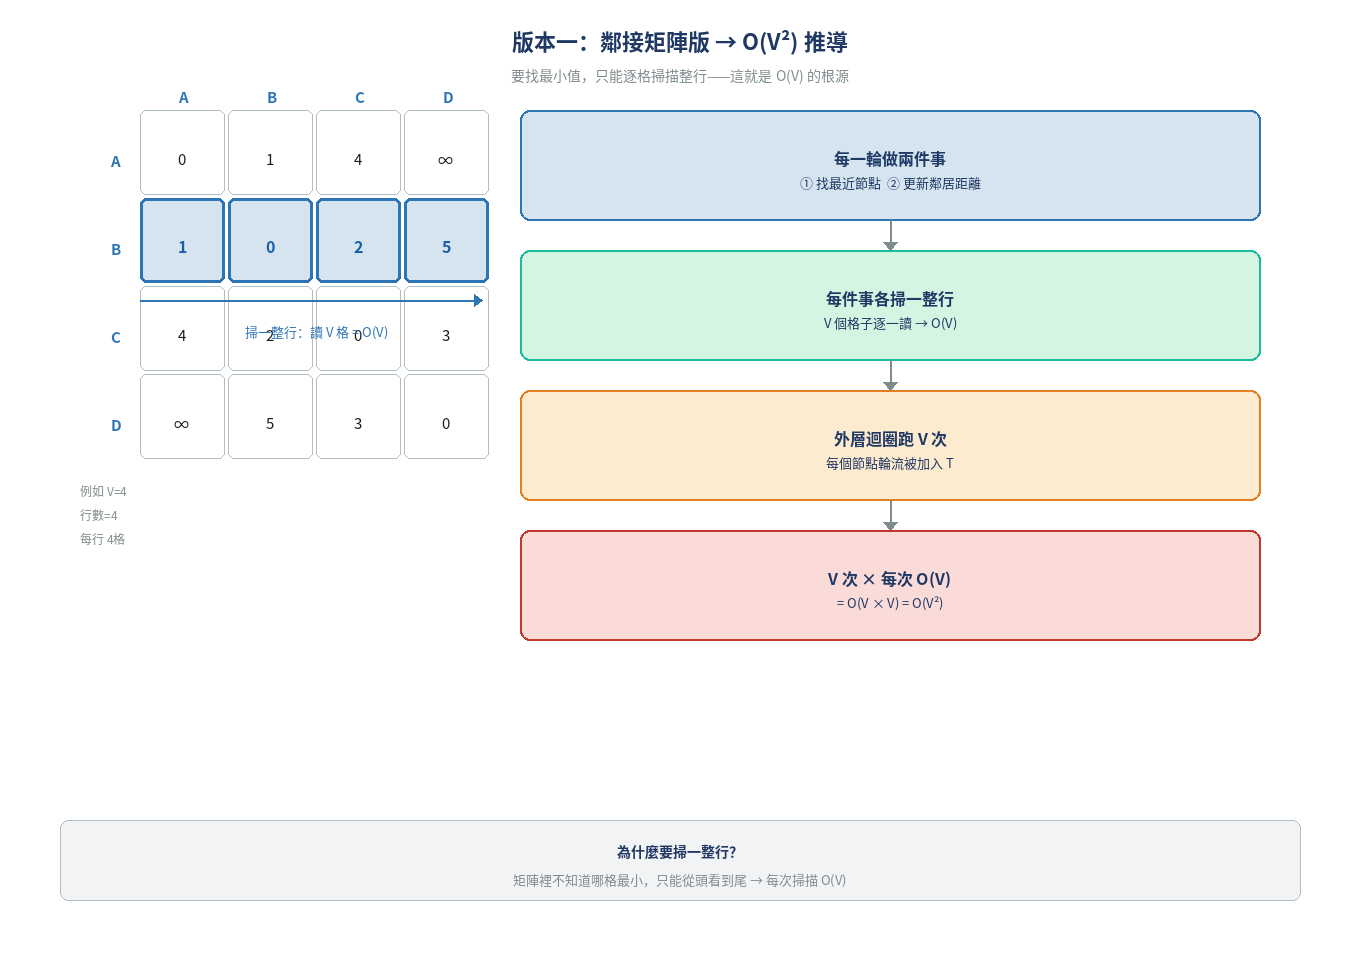 版本一：鄰接矩陣版 → O(V²) 推導
要找最小值，只能逐格掃描整行——這就是 O(V) 的根源
A B C D
A 0 1 4 ∞
B 1 0 2 5
C 4 2 0 3
掃一整行：讀 V 格 = O(V)
D ∞ 5 3 0
例如 V=4
行數=4
每行 4格
每一輪做兩件事
① 找最近節點 ② 更新鄰居距離
每件事各掃一整行
V 個格子逐一讀 → O(V)
外層迴圈跑 V 次
每個節點輪流被加入 T
V 次 × 每次 O(V)
= O(V × V) = O(V²)
為什麼要掃一整行？
矩陣裡不知道哪格最小，只能從頭看到尾 → 每次掃描 O(V)